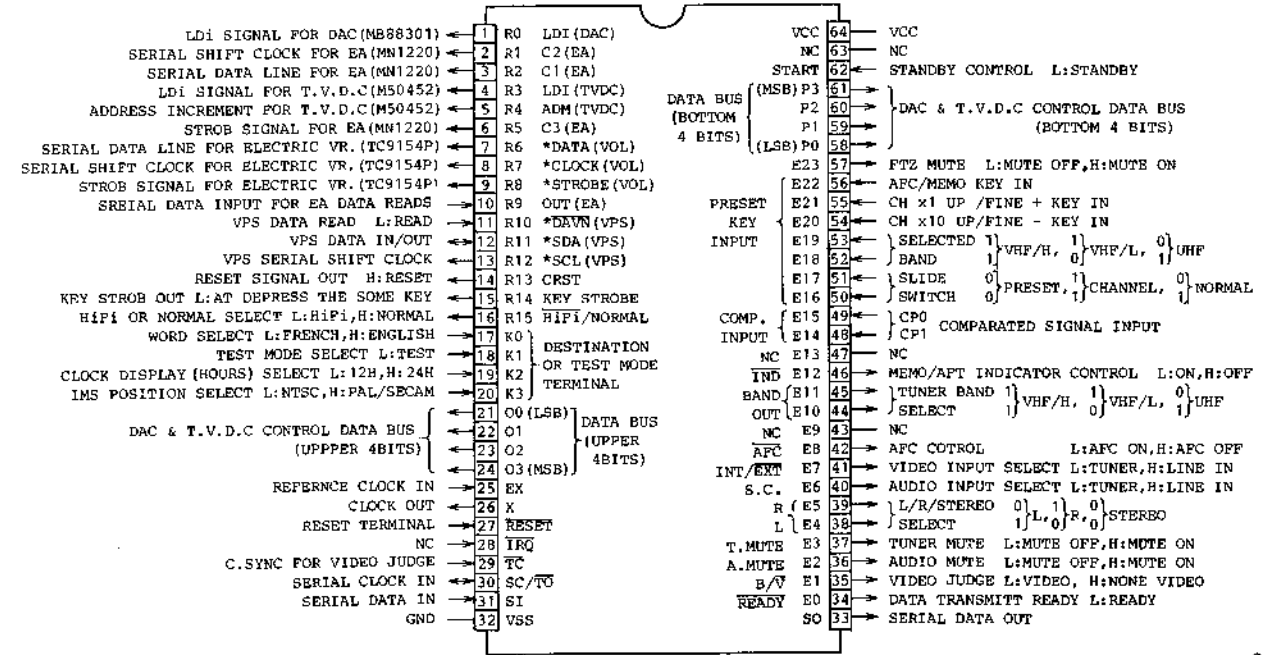 LDi SIGNAL FOR DAC(MB88301) 1 R0 LDI(DAC)
SERIAL SHIFT CLOCK FOR EA(MN1220) 2 R1 C2(EA)
SERIAL DATA LINE FOR EA(MN1220) 3 R2 C1(EA)
LDi SIGNAL FOR T.V.D.C(M50452) 4 R3 LDI(TVDC)
ADDRESS INCREMENT FOR T.V.D.C(M50452) 5 R4 ADM(TVDC)
STROB SIGNAL FOR EA(MN1220) 6 R5 C3(EA)
SERIAL DATA LINE FOR ELECTRIC VR.(TC9154P) 7 R6 *DATA(VOL)
SERIAL SHIFT CLOCK FOR ELECTRIC VR.(TC9154P) 8 R7 *CLOCK(VOL)
STROB SIGNAL FOR ELECTRIC VR.(TC9154P) 9 R8 *STROBE(VOL)
SREIAL DATA INPUT FOR EA DATA READS 10 R9 OUT(EA)
VPS DATA READ L:READ 11 R10 *DAVN(VPS)
VPS DATA IN/OUT 12 R11 *SDA(VPS)
VPS SERIAL SHIFT CLOCK 13 R12 *SCL(VPS)
RESET SIGNAL OUT H:RESET 14 R13 CRST
KEY STROB OUT L:AT DEPRESS THE SOME KEY 15 R14 KEY STROBE
HiFi OR NORMAL SELECT L:HiFi,H:NORMAL 16 R15 HiFi/NORMAL
WORD SELECT L:FRENCH,H:ENGLISH 17 K0
TEST MODE SELECT L:TEST 18 K1
CLOCK DISPLAY(HOURS) SELECT L:12H,H:24H 19 K2
IMS POSITION SELECT L:NTSC,H:PAL/SECAM 20 K3
DESTINATION
OR TEST MODE
TERMINAL
21 O0(LSB)
22 O1
23 O2
24 O3(MSB)
DAC & T.V.D.C CONTROL DATA BUS
(UPPPER 4BITS)
DATA BUS
(UPPER
4BITS)
REFERNCE CLOCK IN 25 EX
CLOCK OUT 26 X
RESET TERMINAL 27 RESET
NC 28 IRQ
C.SYNC FOR VIDEO JUDGE 29 TC
SERIAL CLOCK IN 30 SC/TO
SERIAL DATA IN 31 SI
GND 32 VSS
VCC 64 VCC
NC 63 NC
START 62 STANDBY CONTROL L:STANDBY
(MSB)P3 61
P2 60
P1 59
(LSB)P0 58
DATA BUS
(BOTTOM
4 BITS)
DAC & T.V.D.C CONTROL DATA BUS
(BOTTOM 4 BITS)
E23 57 FTZ MUTE L:MUTE OFF,H:MUTE ON
E22 56 AFC/MEMO KEY IN
E21 55 CH x1 UP /FINE + KEY IN
E20 54 CH x10 UP/FINE - KEY IN
PRESET
KEY
INPUT
E19 53 SELECTED 1 1 0
E18 52 BAND 1 VHF/H, 0 VHF/L, 1 UHF
E17 51 SLIDE 0 1 0
E16 50 SWITCH 0 PRESET, 1 CHANNEL, 1 NORMAL
COMP. E15 49 CP0
INPUT E14 48 CP1 COMPARATED SIGNAL INPUT
NC E13 47 NC
IND E12 46 MEMO/APT INDICATOR CONTROL L:ON,H:OFF
BAND E11 45 TUNER BAND 1 1 0
OUT E10 44 SELECT 1 VHF/H, 0 VHF/L, 1 UHF
NC E9 43 NC
AFC E8 42 AFC COTROL L:AFC ON,H:AFC OFF
INT/EXT E7 41 VIDEO INPUT SELECT L:TUNER,H:LINE IN
S.C. E6 40 AUDIO INPUT SELECT L:TUNER,H:LINE IN
R E5 39 L/R/STEREO 0 1 0
L E4 38 SELECT 1 L, 0 R, 0 STEREO
T.MUTE E3 37 TUNER MUTE L:MUTE OFF,H:MUTE ON
A.MUTE E2 36 AUDIO MUTE L:MUTE OFF,H:MUTE ON
B/V E1 35 VIDEO JUDGE L:VIDEO, H:NONE VIDEO
READY E0 34 DATA TRANSMITT READY L:READY
SO 33 SERIAL DATA OUT